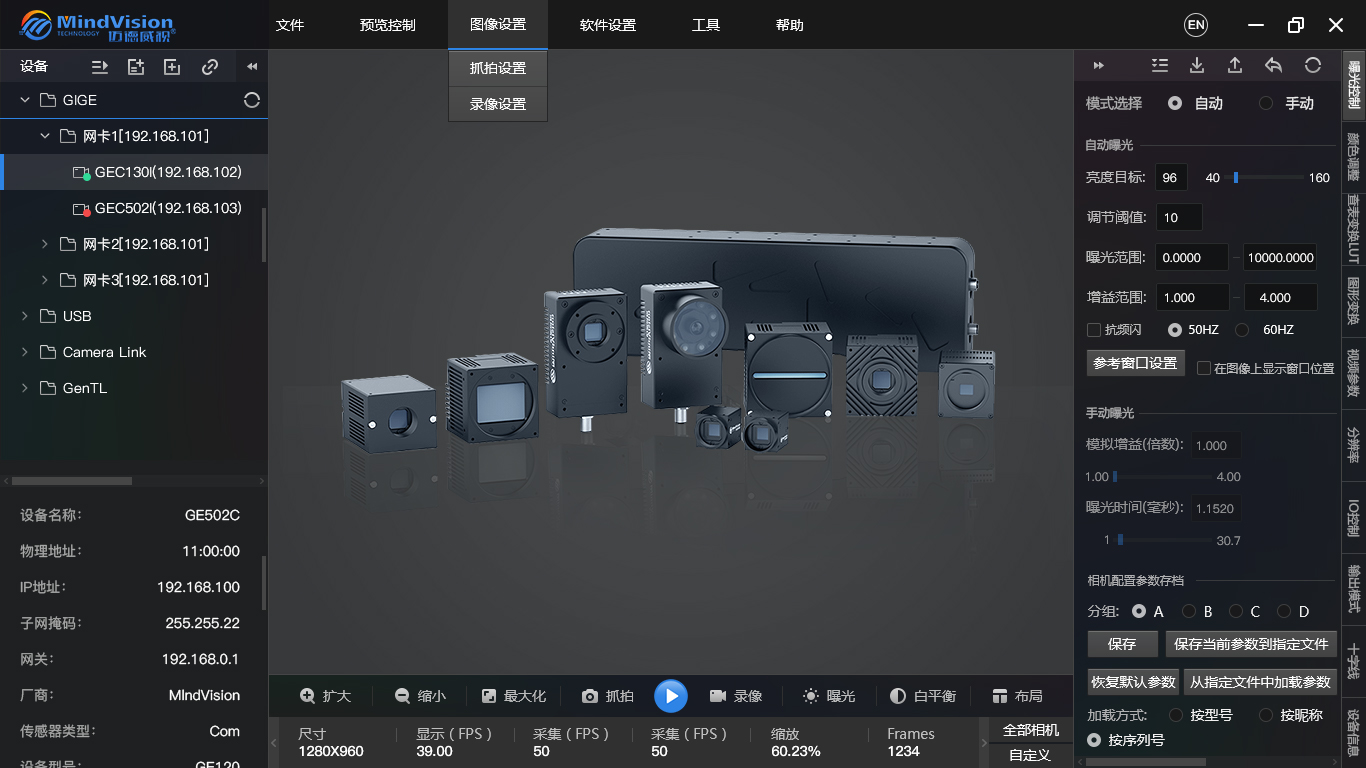 MindVision
TECHNOLOGY 迈德威视
文件
预览控制
图像设置
软件设置
工具
帮助
EN
抓拍设置
录像设置
设备
GIGE
网卡1[192.168.101]
GEC130I(192.168.102)
GEC502I(192.168.103)
网卡2[192.168.101]
网卡3[192.168.101]
USB
Camera Link
GenTL
设备名称: GE502C
物理地址: 11:00:00
IP地址: 192.168.100
子网掩码: 255.255.22
网关: 192.168.0.1
厂商: MIndVision
传感器类型: Com
设备型号: GE120
扩大
缩小
最大化
抓拍
录像
曝光
白平衡
布局
尺寸
1280X960
显示 ( FPS )
39.00
采集 ( FPS )
50
采集 ( FPS )
50
缩放
60.23%
Frames
1234
全部相机
自定义
模式选择 自动 手动
自动曝光
亮度目标: 96 40 160
调节阈值: 10
曝光范围: 0.0000 – 10000.0000
增益范围: 1.000 – 4.000
抗频闪 50HZ 60HZ
参考窗口设置 在图像上显示窗口位置
手动曝光
模拟增益(倍数): 1.000
1.00 4.00
曝光时间(毫秒): 1.1520
1 30.7
相机配置参数存档
分组: A B C D
保存 保存当前参数到指定文件
恢复默认参数 从指定文件中加载参数
加载方式: 按型号 按昵称
按序列号
曝光控制
颜色调整
查表变换LUT
图形变换
视频参数
分辨率
IO控制
输出模式
十字线
设备信息